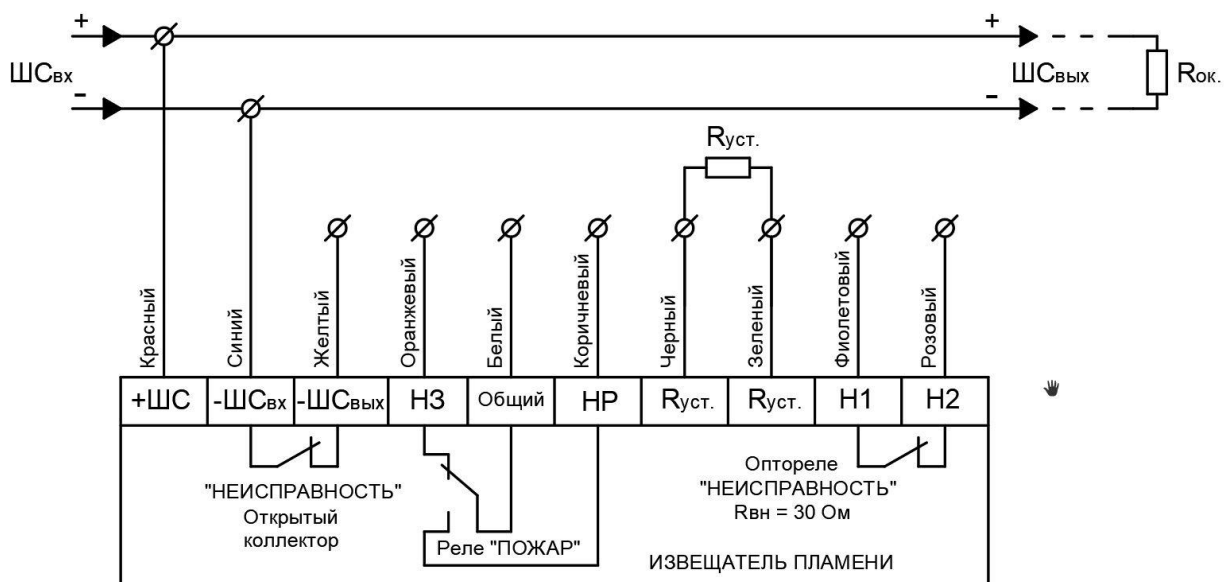 + +
ШСвх ШСвых Rок.
- -
Rуст.
Красный
Синий
Желтый
Оранжевый
Белый
Коричневый
Черный
Зеленый
Фиолетовый
Розовый
+ШС -ШСвх -ШСвых НЗ Общий НР Rуст. Rуст. Н1 Н2
"НЕИСПРАВНОСТЬ"
Открытый
коллектор
Реле "ПОЖАР"
Оптореле
"НЕИСПРАВНОСТЬ"
Rвн = 30 Ом
ИЗВЕЩАТЕЛЬ ПЛАМЕНИ